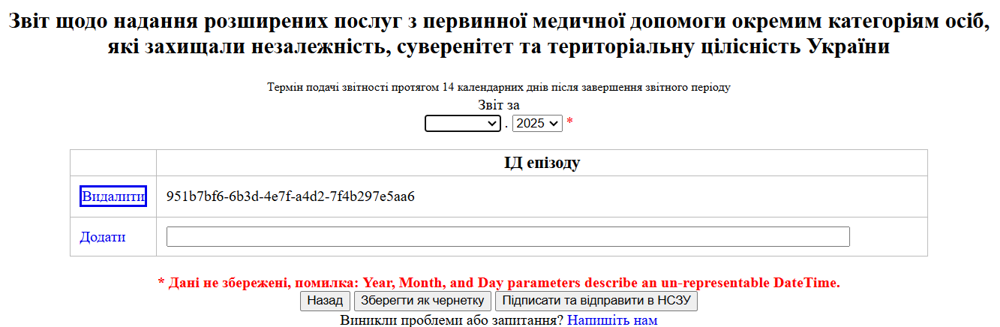 Звіт щодо надання розширених послуг з первинної медичної допомоги окремим категоріям осіб,
які захищали незалежність, суверенітет та територіальну цілісність України
Термін подачі звітності протягом 14 календарних днів після завершення звітного періоду
Звіт за
. 2025 *
ІД епізоду
Видалити 951b7bf6-6b3d-4e7f-a4d2-7f4b297e5aa6
Додати
* Дані не збережені, помилка: Year, Month, and Day parameters describe an un-representable DateTime.
Назад Зберегти як чернетку Підписати та відправити в НСЗУ
Виникли проблеми або запитання? Напишіть нам